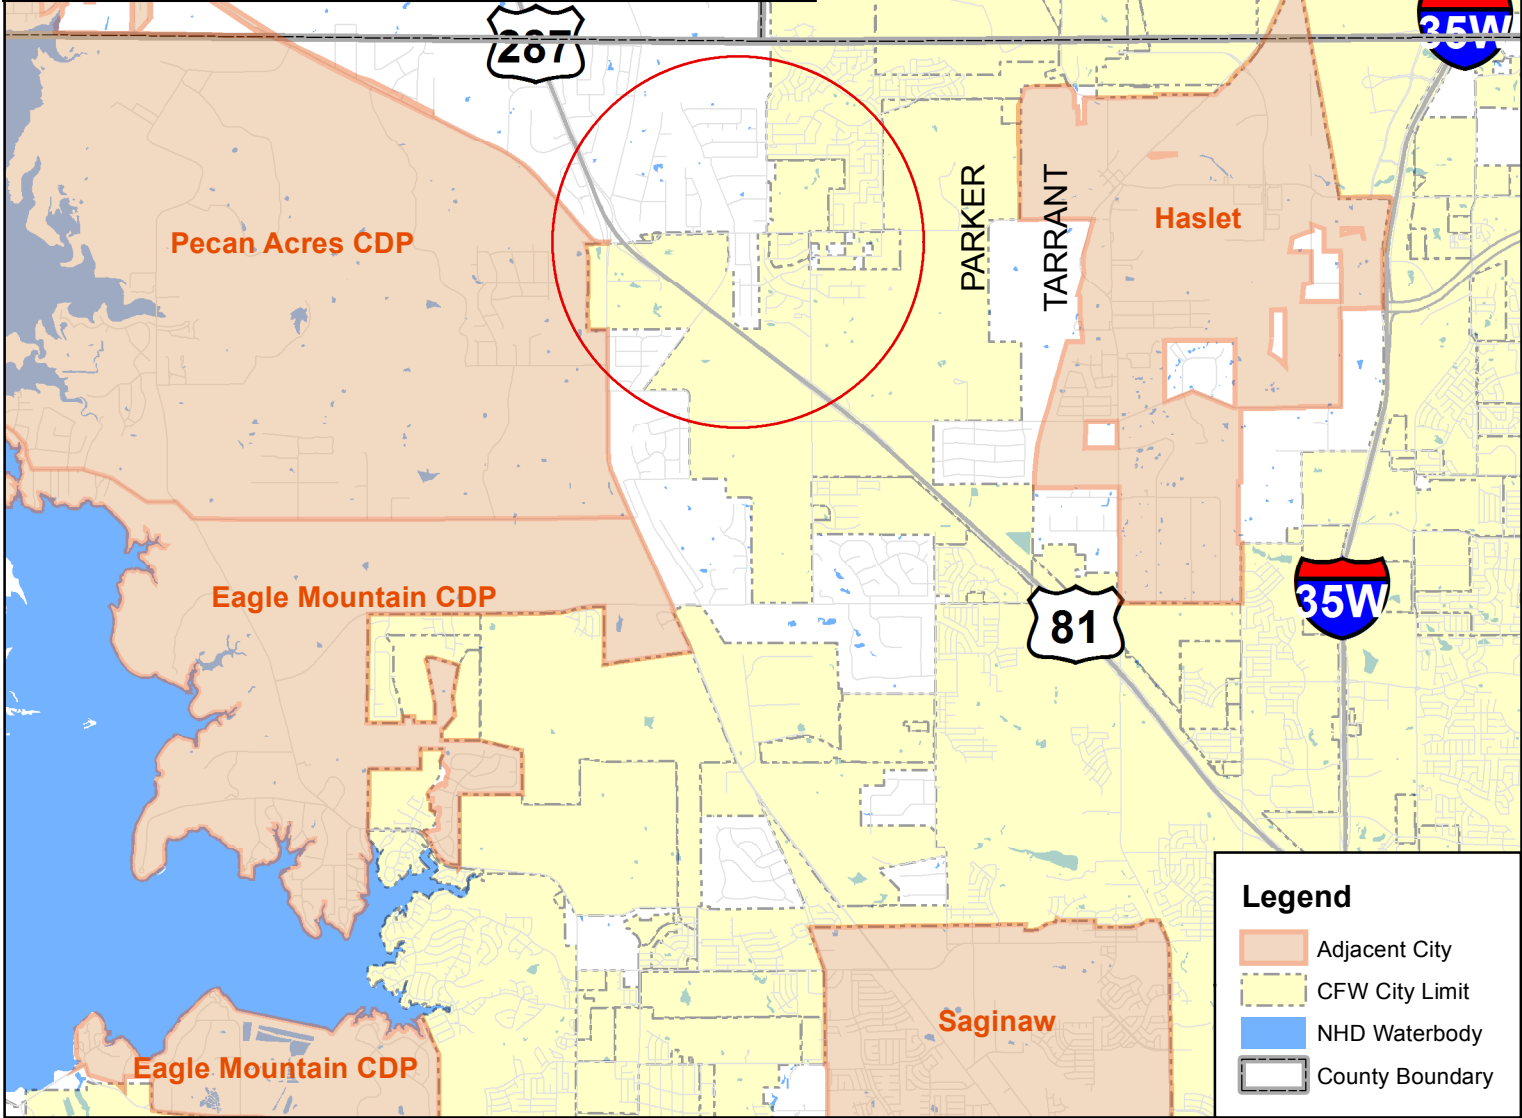 287
35W
PARKER
TARRANT
Haslet
Pecan Acres CDP
Eagle Mountain CDP
35W
81
Legend
Adjacent City
CFW City Limit
NHD Waterbody
County Boundary
Saginaw
Eagle Mountain CDP